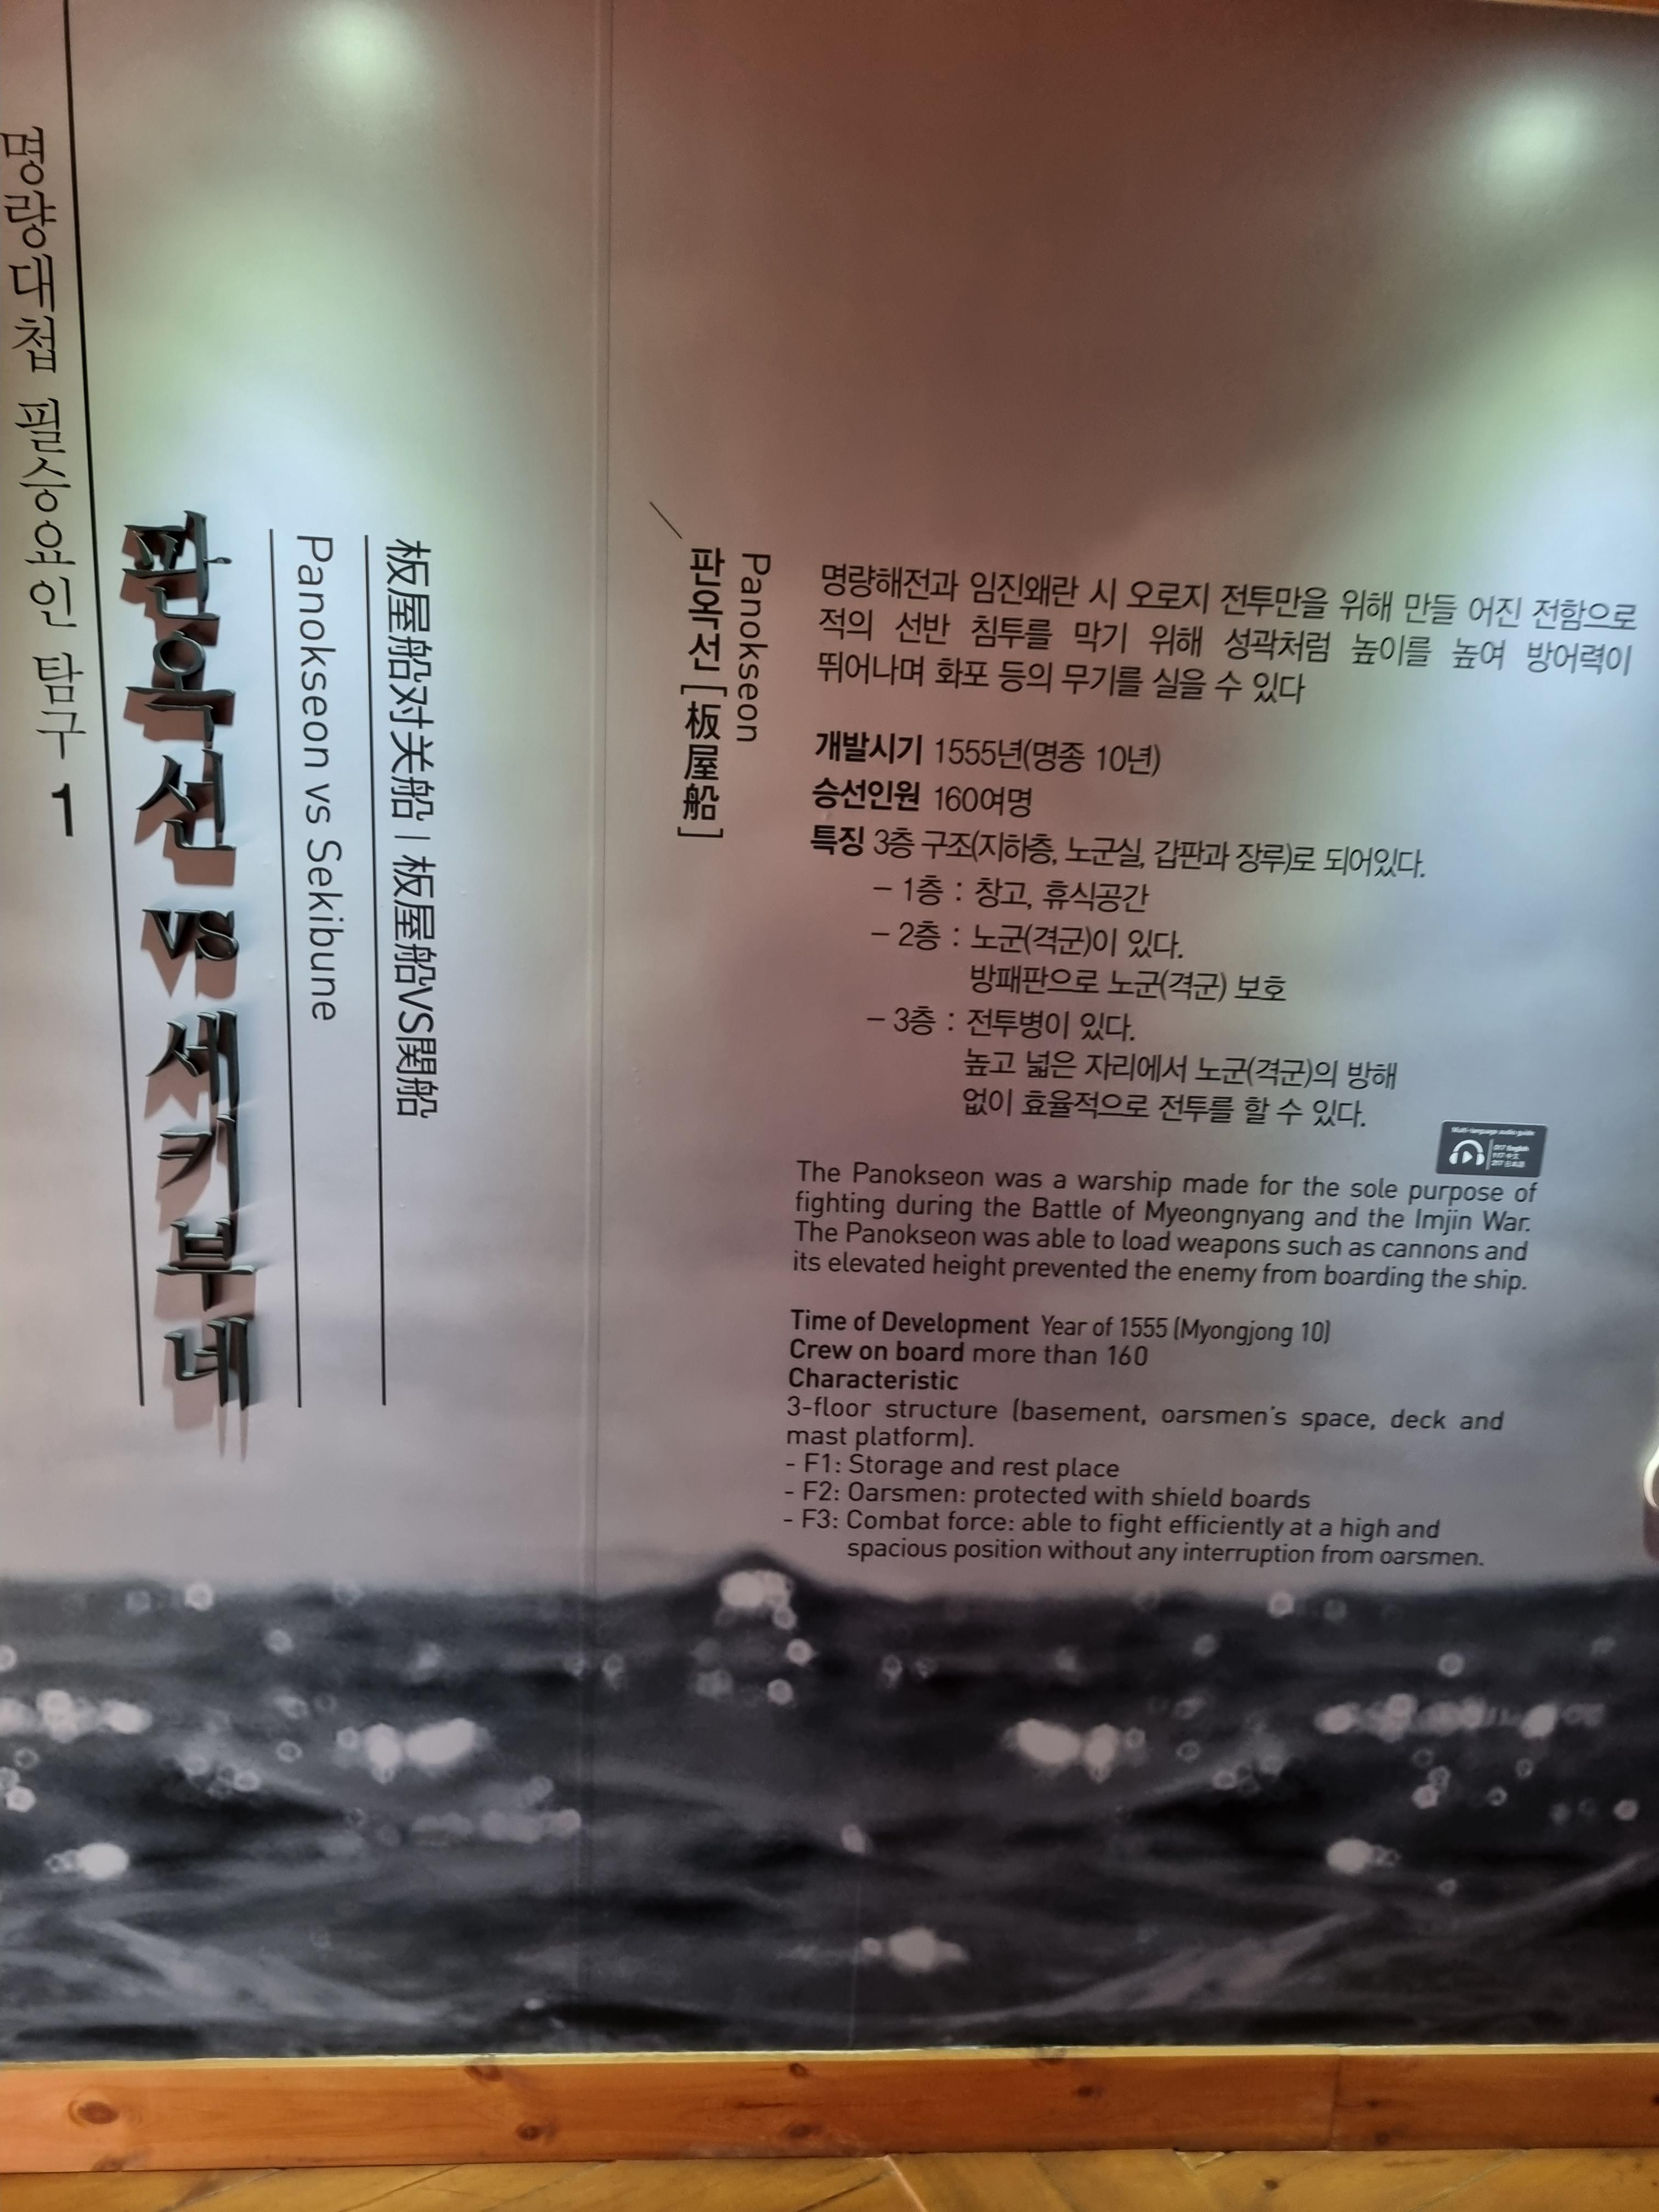 명량대첩 필승요인 탐구 1
판옥선 vs 세키부네
Panokseon vs Sekibune
板屋船对关船 | 板屋船VS関船
판옥선 [板屋船]
Panokseon
명량해전과 임진왜란 시 오로지 전투만을 위해 만들 어진 전함으로
적의 선반 침투를 막기 위해 성곽처럼 높이를 높여 방어력이
뛰어나며 화포 등의 무기를 실을 수 있다
개발시기 1555년(명종 10년)
승선인원 160여명
특징 3층 구조(지하층, 노군실, 갑판과 장루)로 되어있다.
– 1층 : 창고, 휴식공간
– 2층 : 노군(격군)이 있다.
방패판으로 노군(격군) 보호
– 3층 : 전투병이 있다.
높고 넓은 자리에서 노군(격군)의 방해
없이 효율적으로 전투를 할 수 있다.
Multi-language audio guide
The Panokseon was a warship made for the sole purpose of
fighting during the Battle of Myeongnyang and the Imjin War.
The Panokseon was able to load weapons such as cannons and
its elevated height prevented the enemy from boarding the ship.
Time of Development Year of 1555 (Myongjong 10)
Crew on board more than 160
Characteristic
3-floor structure (basement, oarsmen's space, deck and
mast platform).
- F1: Storage and rest place
- F2: Oarsmen: protected with shield boards
- F3: Combat force: able to fight efficiently at a high and
spacious position without any interruption from oarsmen.